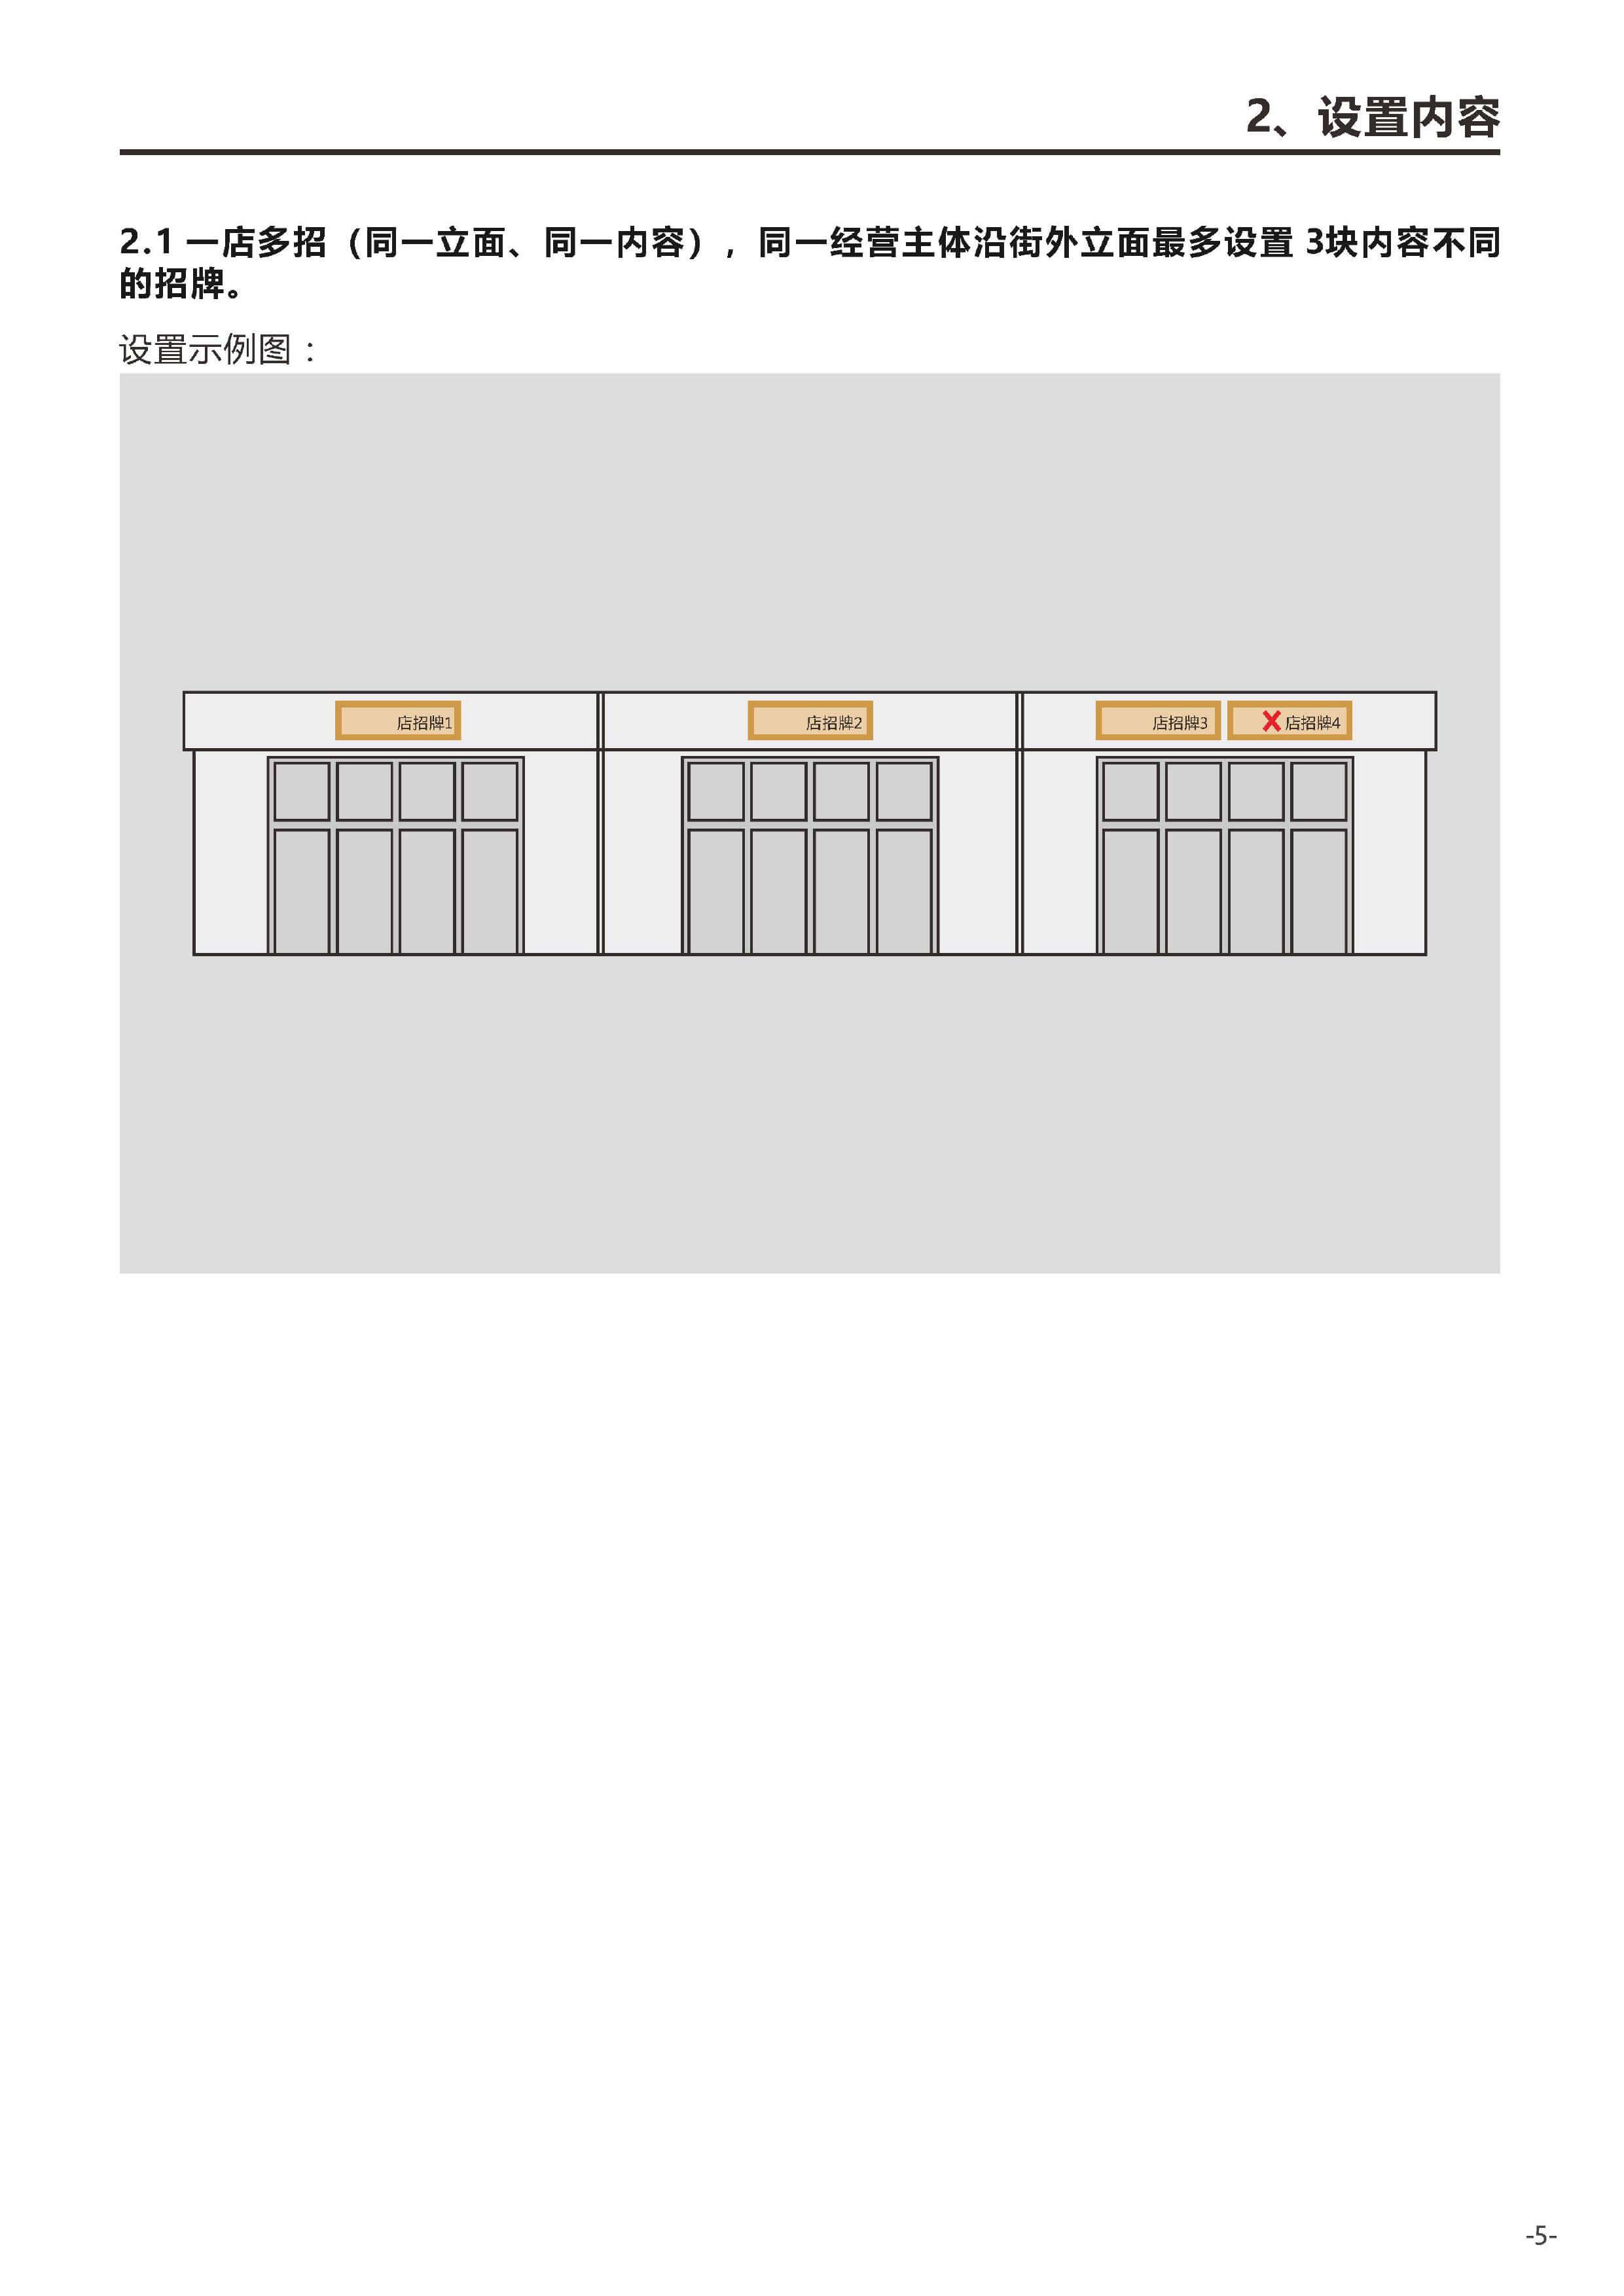 2、设置内容
2.1 一店多招（同一立面、同一内容），同一经营主体沿街外立面最多设置 3块内容不同
的招牌。
设置示例图：
店招牌1
店招牌2
店招牌3
店招牌4
-5-